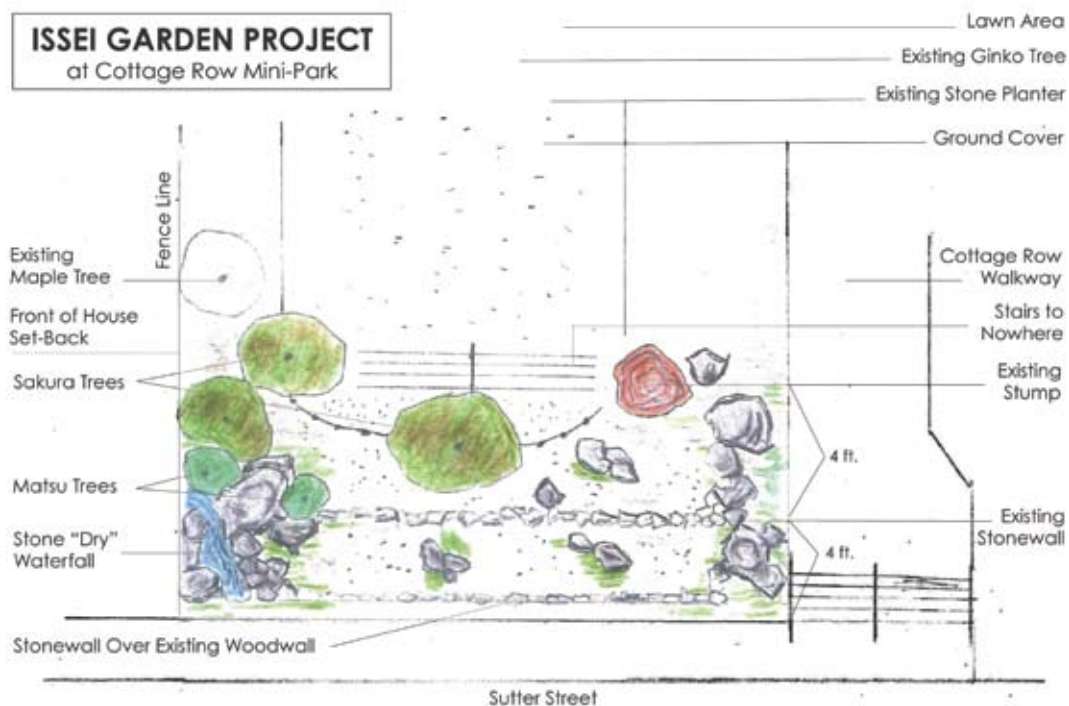 ISSEI GARDEN PROJECT
at Cottage Row Mini-Park
Lawn Area
Existing Ginko Tree
Existing Stone Planter
Ground Cover
Fence Line
Existing
Maple Tree
Cottage Row
Walkway
Front of House
Set-Back
Stairs to
Nowhere
Sakura Trees
Existing
Stump
4 ft.
Matsu Trees
Existing
Stonewall
Stone “Dry”
Waterfall
4 ft.
Stonewall Over Existing Woodwall
Sutter Street